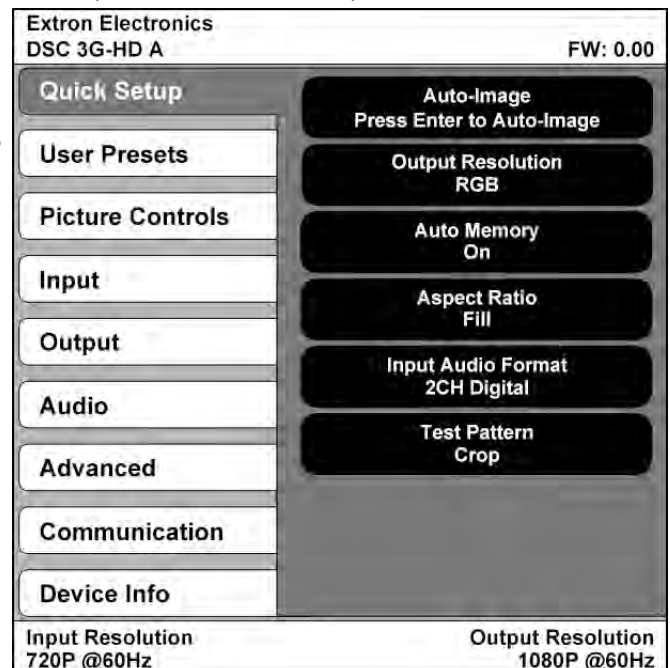 Extron Electronics
DSC 3G-HD A
FW: 0.00
Quick Setup
User Presets
Picture Controls
Input
Output
Audio
Advanced
Communication
Device Info
Auto-Image
Press Enter to Auto-Image
Output Resolution
RGB
Auto Memory
On
Aspect Ratio
Fill
Input Audio Format
2CH Digital
Test Pattern
Crop
Input Resolution
720P @60Hz
Output Resolution
1080P @60Hz